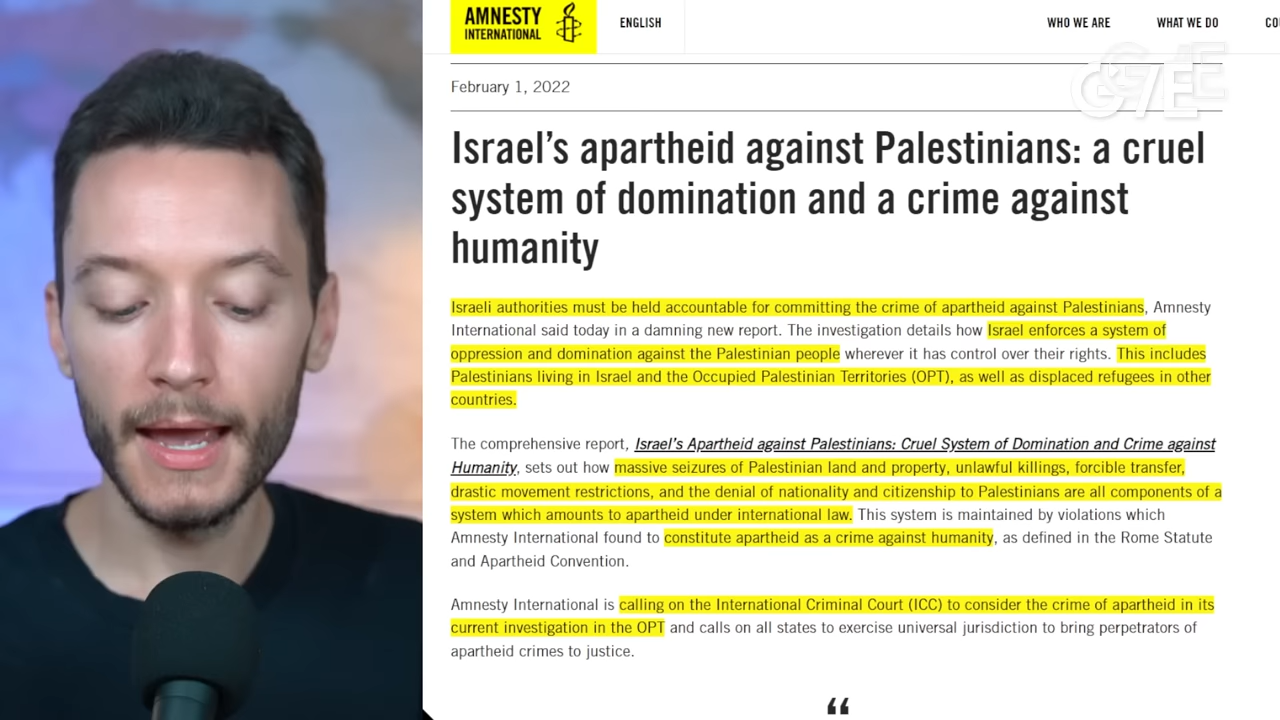 AMNESTY
INTERNATIONAL
ENGLISH
WHO WE ARE
WHAT WE DO
February 1, 2022
Israel’s apartheid against Palestinians: a cruel
system of domination and a crime against
humanity
Israeli authorities must be held accountable for committing the crime of apartheid against Palestinians, Amnesty
International said today in a damning new report. The investigation details how Israel enforces a system of
oppression and domination against the Palestinian people wherever it has control over their rights. This includes
Palestinians living in Israel and the Occupied Palestinian Territories (OPT), as well as displaced refugees in other
countries.
The comprehensive report, Israel’s Apartheid against Palestinians: Cruel System of Domination and Crime against
Humanity, sets out how massive seizures of Palestinian land and property, unlawful killings, forcible transfer,
drastic movement restrictions, and the denial of nationality and citizenship to Palestinians are all components of a
system which amounts to apartheid under international law. This system is maintained by violations which
Amnesty International found to constitute apartheid as a crime against humanity, as defined in the Rome Statute
and Apartheid Convention.
Amnesty International is calling on the International Criminal Court (ICC) to consider the crime of apartheid in its
current investigation in the OPT and calls on all states to exercise universal jurisdiction to bring perpetrators of
apartheid crimes to justice.
“